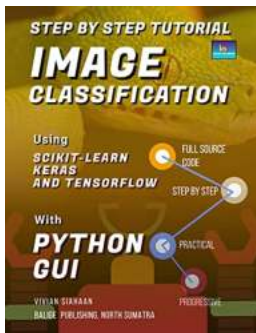 STEP BY STEP TUTORIAL
IMAGE
CLASSIFICATION
Using
SCIKIT-LEARN
KERAS
AND TENSORFLOW
FULL SOURCE
CODE
STEP BY STEP
With
PYTHON
GUI
PRACTICAL
PROGRESSIVE
VIVIAN SIAHAAN
BALIGE PUBLISHING, NORTH SUMATRA